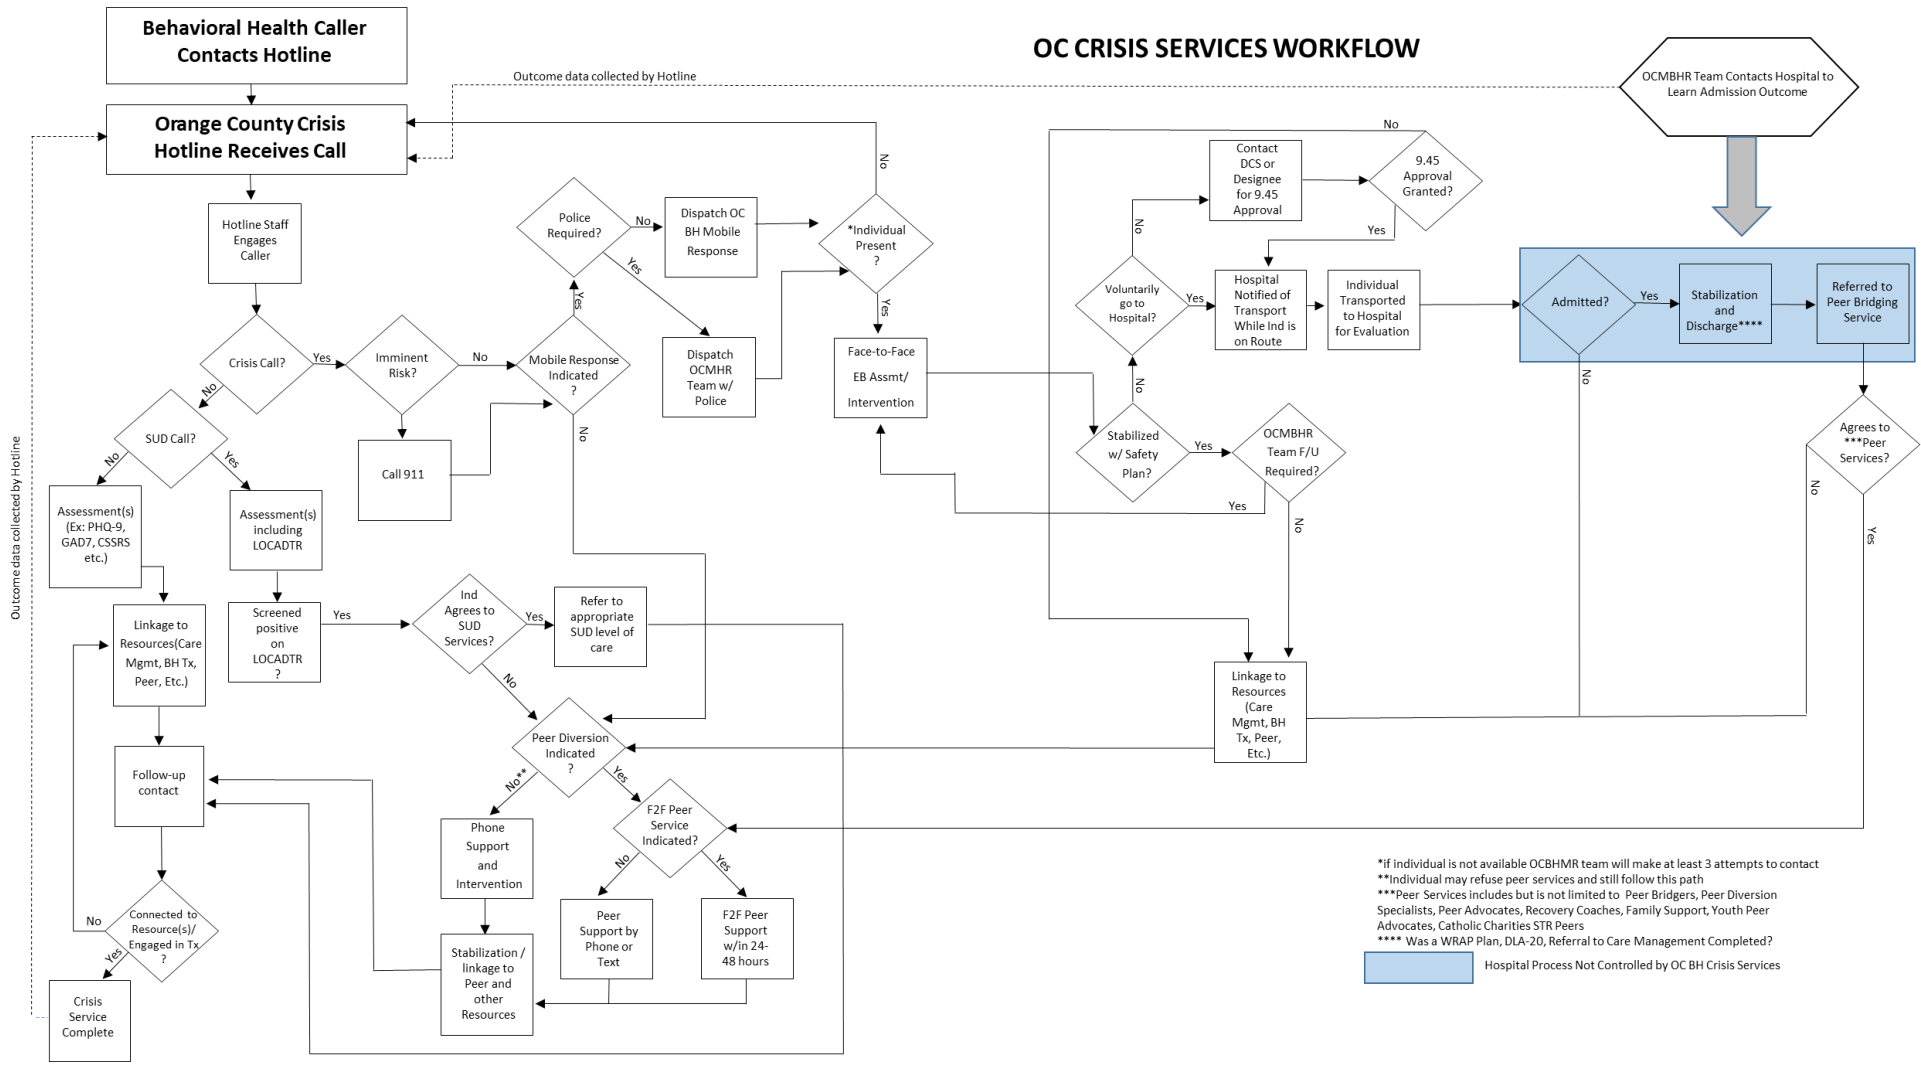 Behavioral Health Caller
Contacts Hotline
OC CRISIS SERVICES WORKFLOW
OCMBHR Team Contacts Hospital to
Learn Admission Outcome
Outcome data collected by Hotline
Orange County Crisis
Hotline Receives Call
Hotline Staff
Engages
Caller
Crisis Call?
Yes
No
Imminent
Risk?
No
Call 911
Mobile Response
Indicated
?
Yes
No
Police
Required?
No
Yes
Dispatch OC
BH Mobile
Response
Dispatch
OCMHR
Team w/
Police
*Individual
Present
?
No
Yes
Face-to-Face
EB Assmt/
Intervention
Stabilized
w/ Safety
Plan?
Yes
No
OCMBHR
Team F/U
Required?
Yes
No
Voluntarily
go to
Hospital?
No
Yes
Contact
DCS or
Designee
for 9.45
Approval
9.45
Approval
Granted?
No
Yes
Hospital
Notified of
Transport
While Ind is
on Route
Individual
Transported
to Hospital
for Evaluation
Admitted?
Yes
No
Stabilization
and
Discharge****
Referred to
Peer Bridging
Service
Agrees to
***Peer
Services?
No
Yes
SUD Call?
No
Yes
Assessment(s)
(Ex: PHQ-9,
GAD7, CSSRS
etc.)
Assessment(s)
including
LOCADTR
Screened
positive
on
LOCADTR
?
Yes
Ind
Agrees to
SUD
Services?
Yes
No
Refer to
appropriate
SUD level of
care
Linkage to
Resources(Care
Mgmt, BH Tx,
Peer, Etc.)
Linkage to
Resources
(Care
Mgmt, BH
Tx, Peer,
Etc.)
Peer Diversion
Indicated
?
No**
Yes
F2F Peer
Service
Indicated?
No
Yes
Phone
Support
and
Intervention
Peer
Support by
Phone or
Text
F2F Peer
Support
w/in 24-
48 hours
Stabilization /
linkage to
Peer and
other
Resources
Follow-up
contact
Connected to
Resource(s)/
Engaged in Tx
?
No
Yes
Crisis
Service
Complete
Outcome data collected by Hotline
*if individual is not available OCBHMR team will make at least 3 attempts to contact
**Individual may refuse peer services and still follow this path
***Peer Services includes but is not limited to Peer Bridgers, Peer Diversion
Specialists, Peer Advocates, Recovery Coaches, Family Support, Youth Peer
Advocates, Catholic Charities STR Peers
**** Was a WRAP Plan, DLA-20, Referral to Care Management Completed?
Hospital Process Not Controlled by OC BH Crisis Services